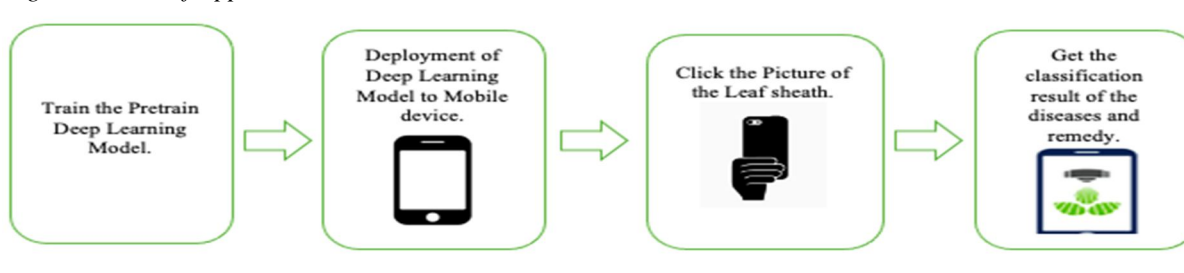 Train the Pretrain
Deep Learning
Model.
Deployment of
Deep Learning
Model to Mobile
device.
Click the Picture of
the Leaf sheath.
Get the
classification
result of the
diseases and
remedy.